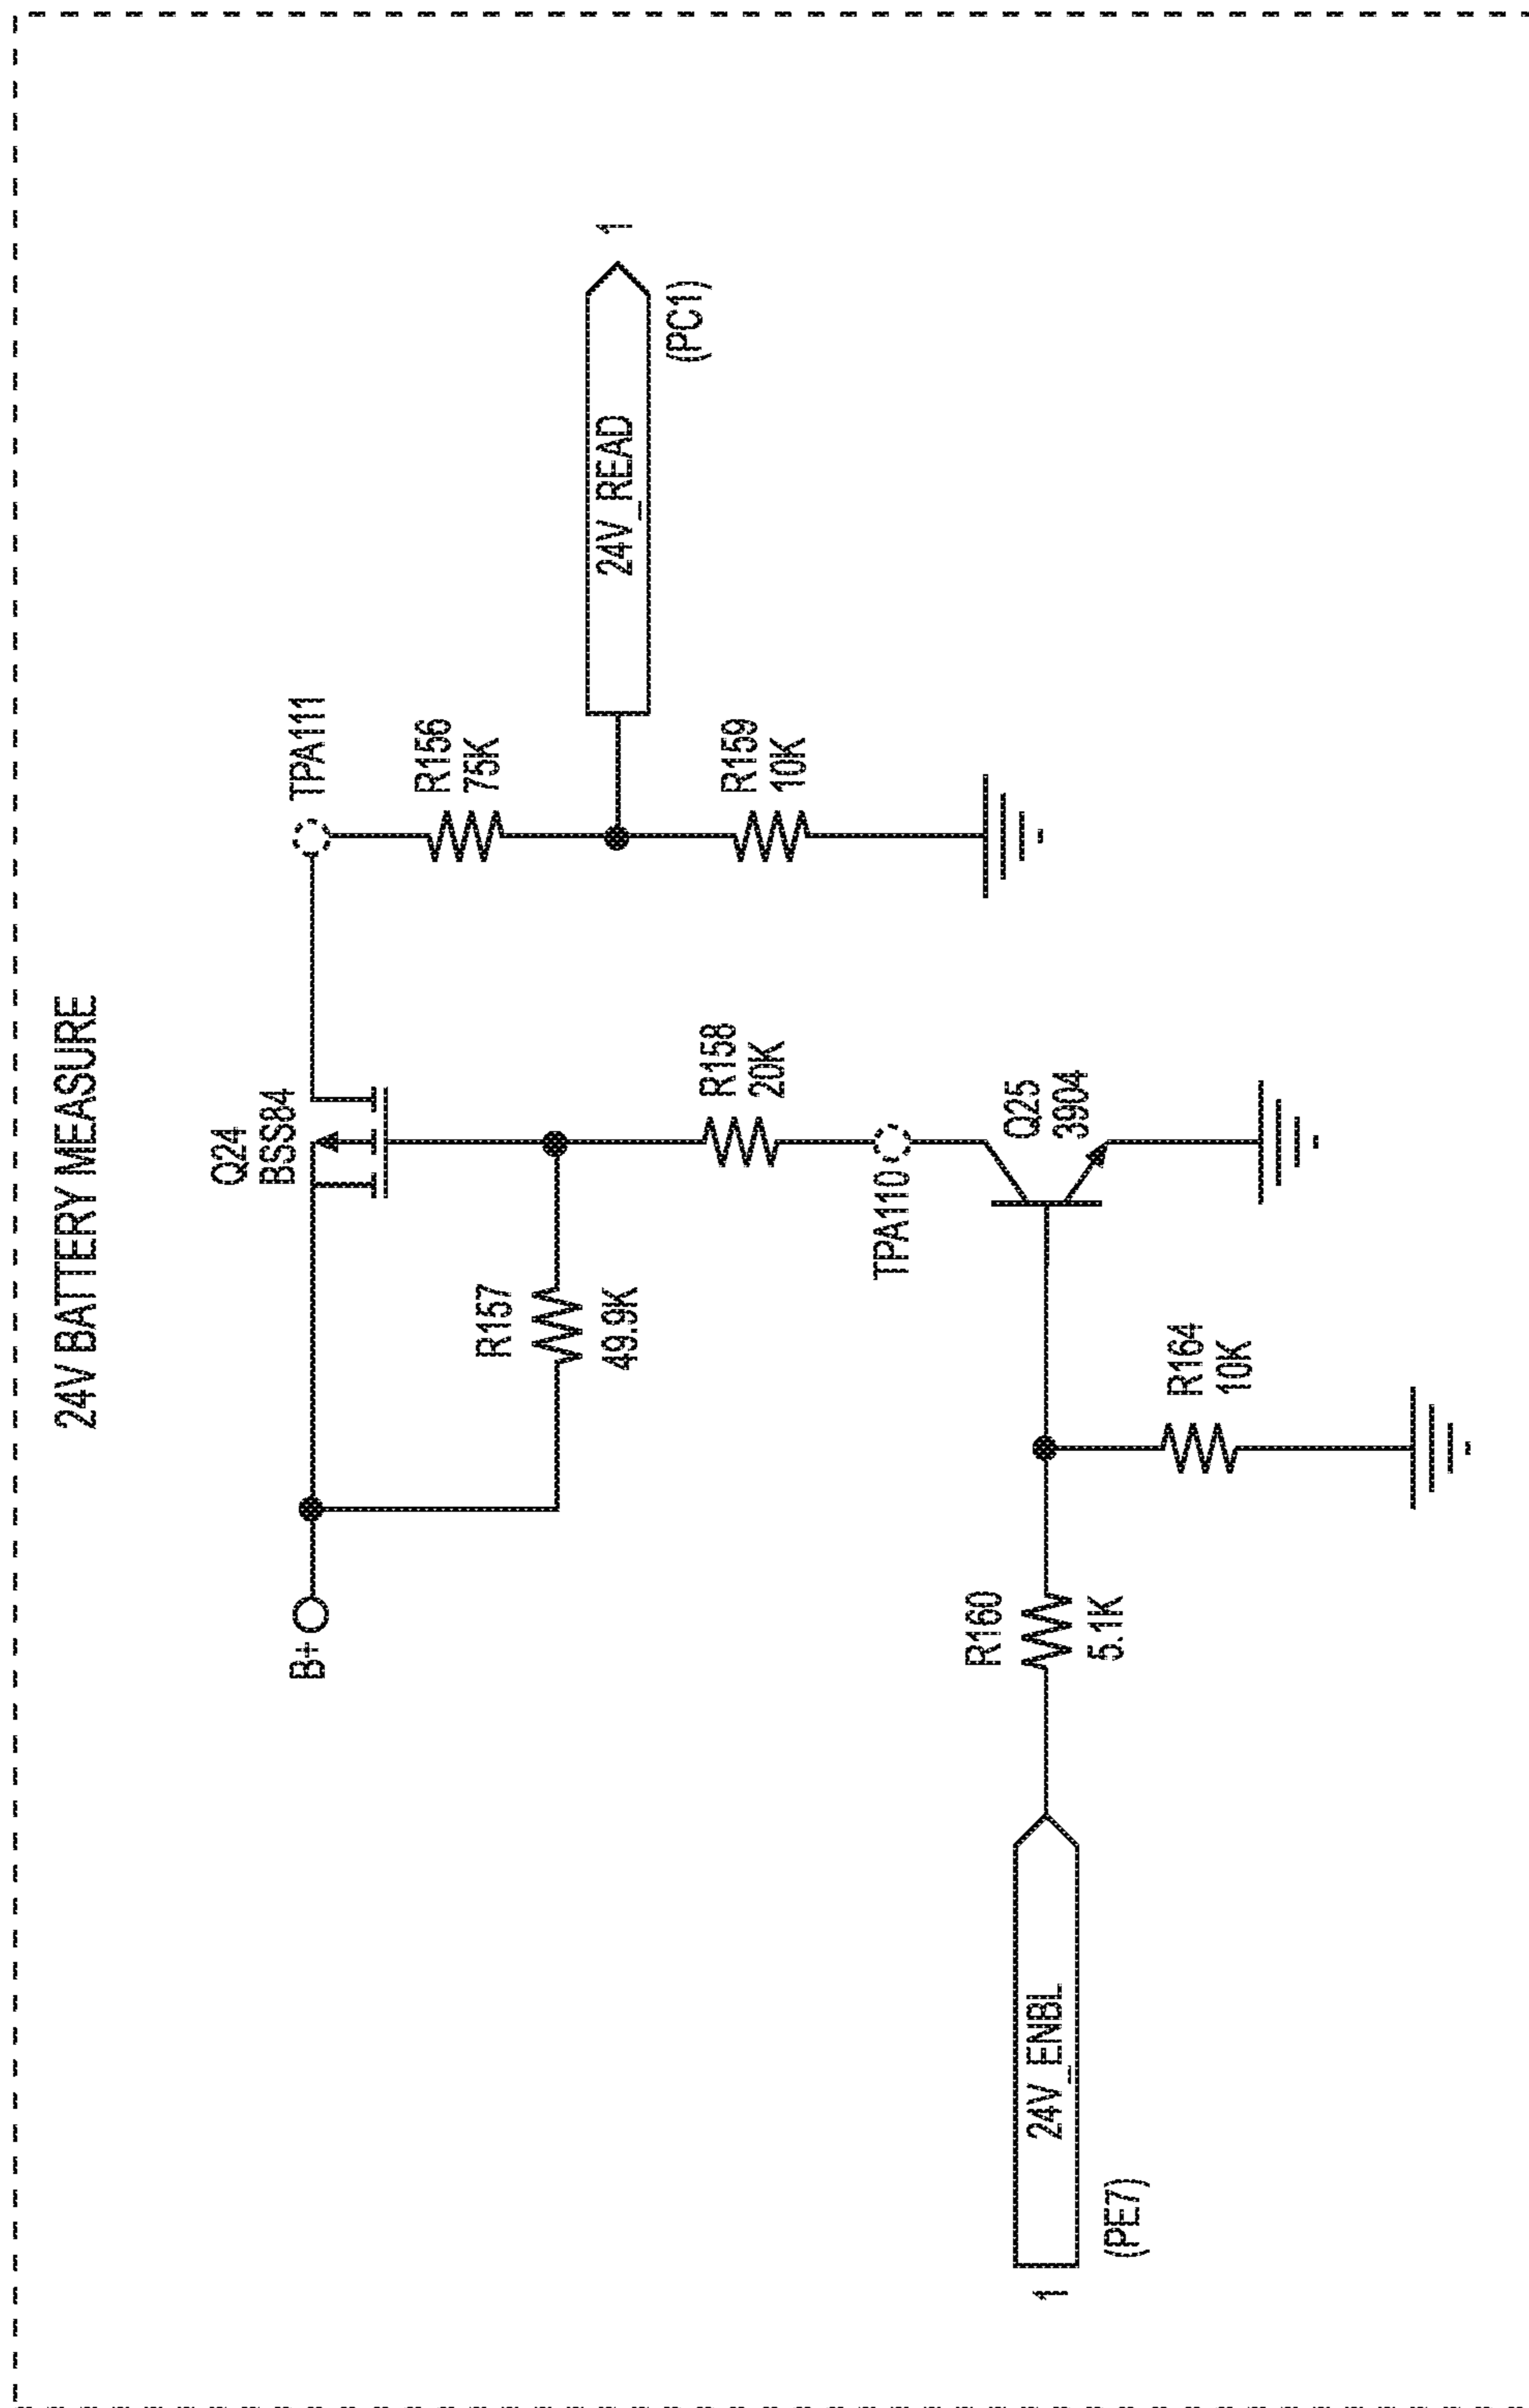 24V BATTERY MEASURE
Q24
BSS84
TPA111
B+
R157
49.9K
R156
75K
24V_READ
1
(PC1)
R158
20K
R159
10K
TPA110
Q25
3904
1
24V_ENBL
(PE7)
R160
5.1K
R164
10K